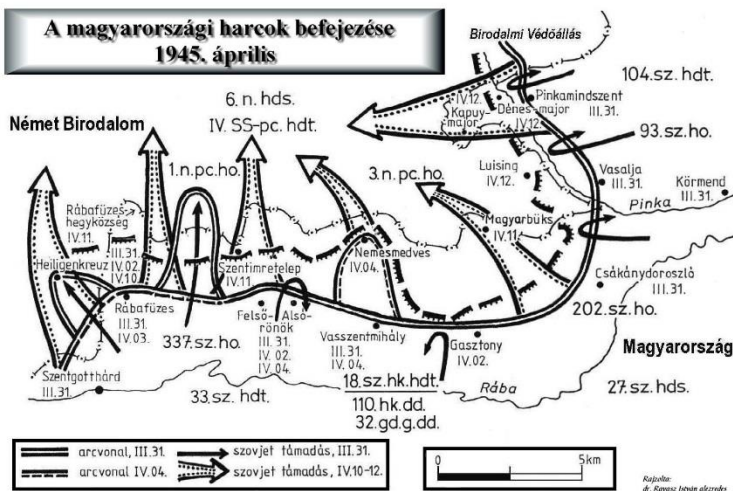 A magyarországi harcok befejezése
1945. április
Birodalmi Védőállás
104.sz. hdt.
6. n. hds.
IV. SS-pc. hdt.
Német Birodalom
IV.12.
Kapuy-
major
Dénes-
major
IV.12.
Pinkamindszent
III.31.
93.sz.ho.
1.n.pc.ho.
3.n.pc.ho.
Luising
IV.12.
Vasalja
III.31.
Körmend
III.31.
Pinka
Rábafüzes-
hegyközség
IV.11.
III.31.
IV.02.
IV.10.
Heiligenkreuz
Szentimretelep
IV.11.
Nemesmedves
IV.04.
Magyarbüks
IV.11.
Csákánydoroszló
III.31.
202.sz.ho.
Rábafüzes
III.31.
IV.03.
337.sz.ho.
Felső-
rönök
Alsó-
III.31.
IV.02.
IV.04.
Vasszentmihály
III.31.
IV.04.
Gasztony
IV.02.
Magyarország
Szentgotthárd
III.31.
33.sz. hdt.
18.sz.hk.hdt.
110.hk.dd.
32.gd.g.dd.
Rába
27.sz.hds.
arcvonal, III.31.
szovjet támadás, III.31.
arcvonal IV.04.
szovjet támadás, IV.10-12.
0
5km
Rajzolta:
dr. Ravasz István alezredes